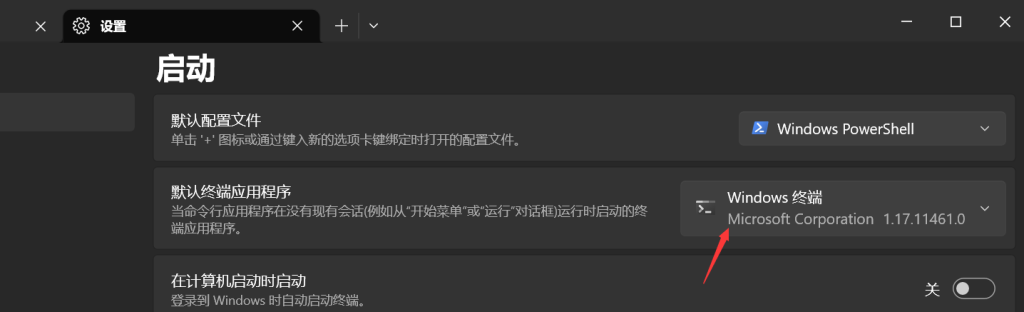 设置
启动
默认配置文件
单击 '+' 图标或通过键入新的选项卡键绑定时打开的配置文件。
Windows PowerShell
默认终端应用程序
当命令行应用程序在没有现有会话(例如从“开始菜单”或“运行”对话框)运行时启动的终
端应用程序。
Windows 终端
Microsoft Corporation 1.17.11461.0
在计算机启动时启动
登录到 Windows 时自动启动终端。
关